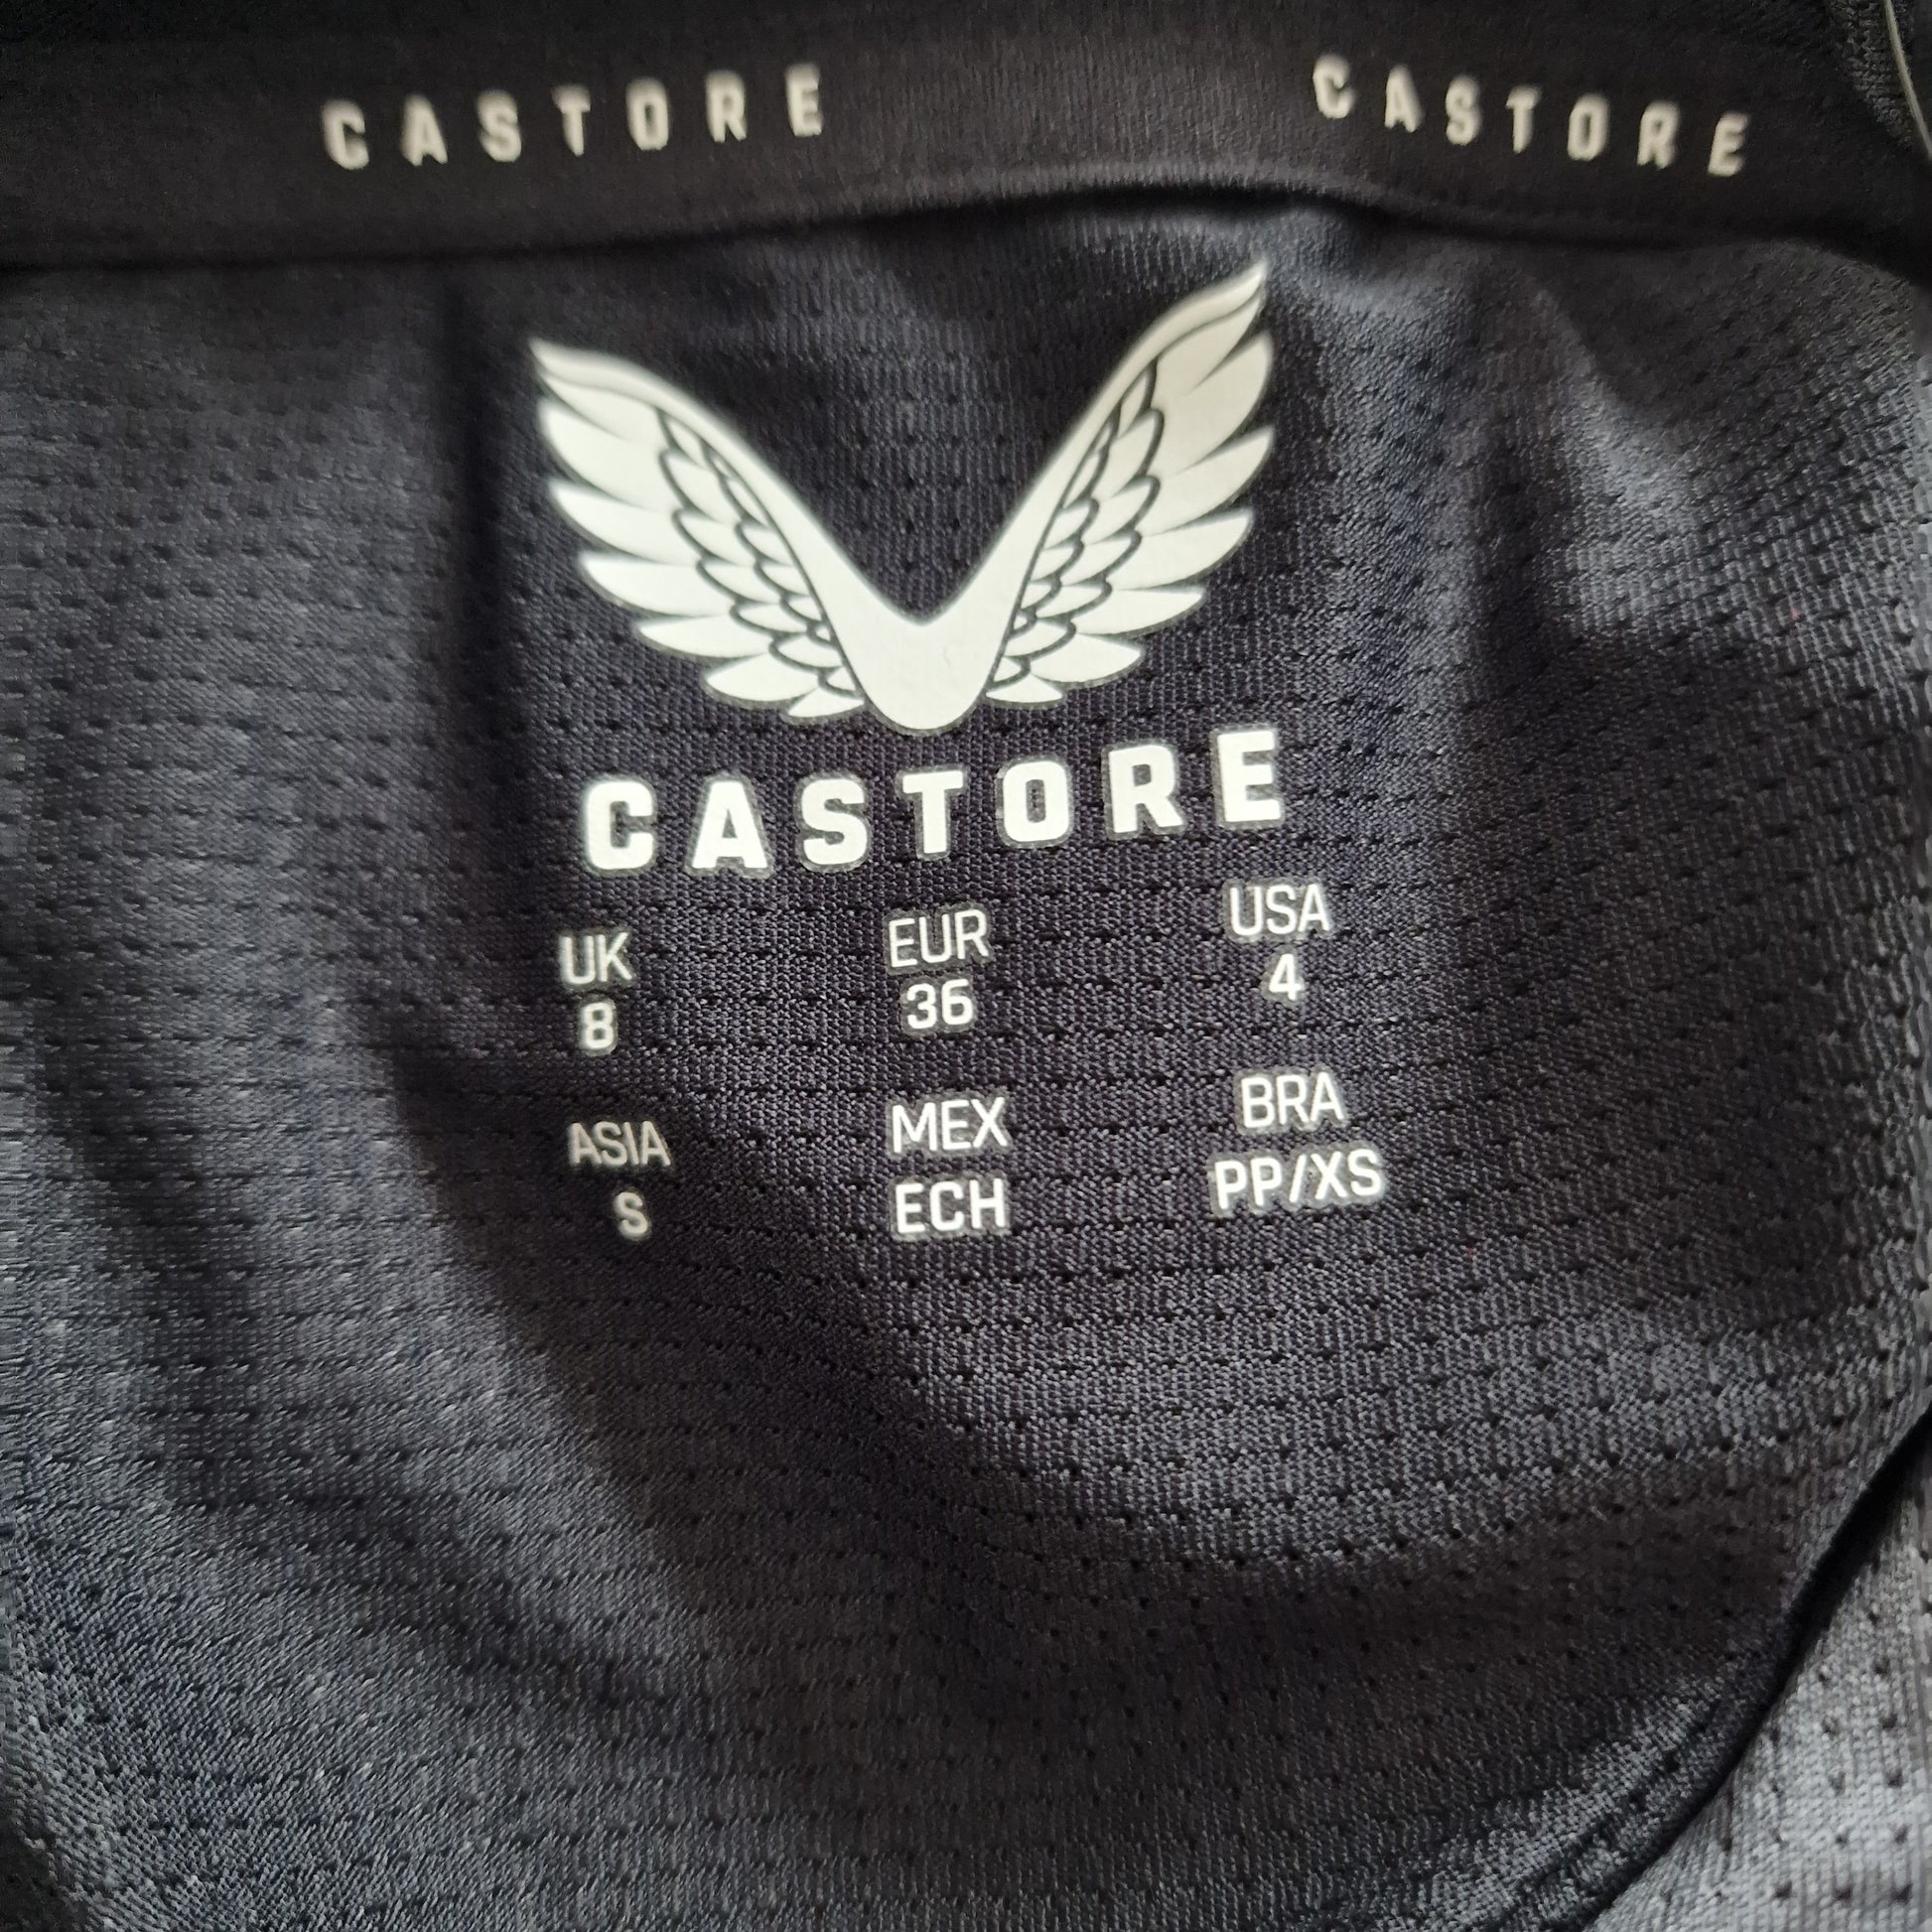 CASTORE CASTORE
CASTORE
UK EUR USA
8 36 4
ASIA MEX BRA
S ECH PP/XS